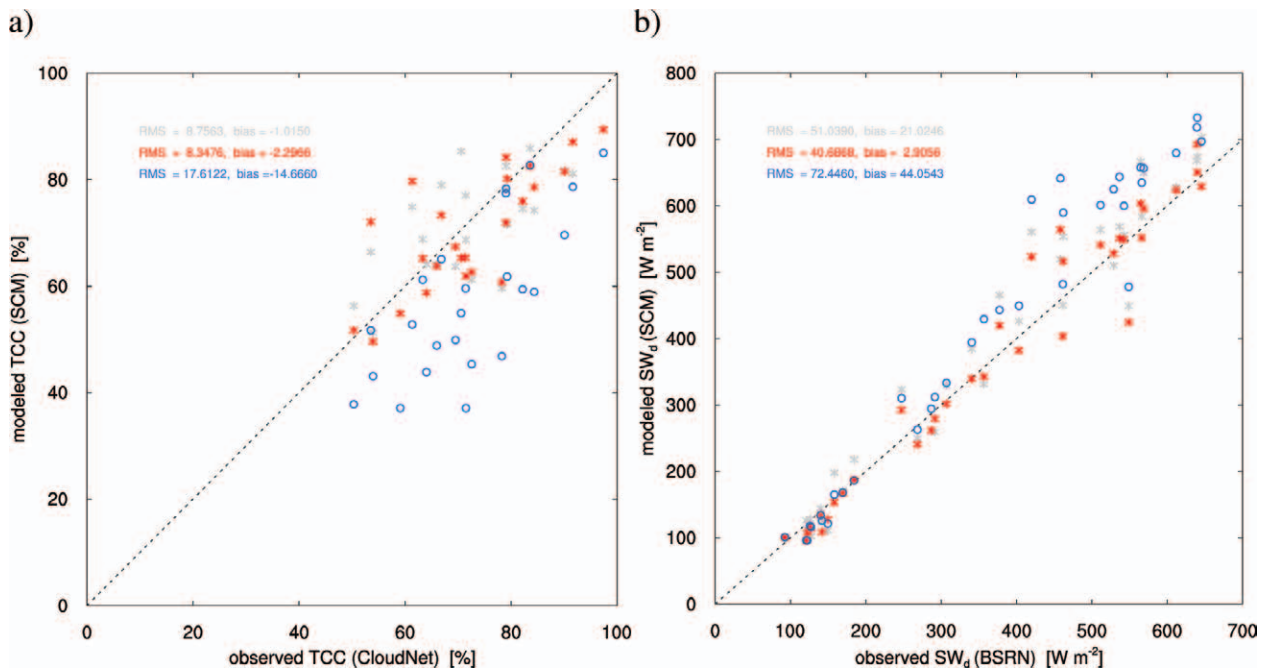 a)
100
80
60
40
20
0
0 20 40 60 80 100
modeled TCC (SCM) [%]
observed TCC (CloudNet) [%]
RMS = 8.7563, bias =-1.0150
RMS = 8.3476, bias =-2.2966
RMS = 17.6122, bias =-14.6660
b)
800
700
600
500
400
300
200
100
0
0 100 200 300 400 500 600 700
modeled SWd (SCM) [W m-2]
observed SWd (BSRN) [W m-2]
RMS = 51.0390, bias = 21.0246
RMS = 40.6868, bias = 2.9056
RMS = 72.4460, bias = 44.0543